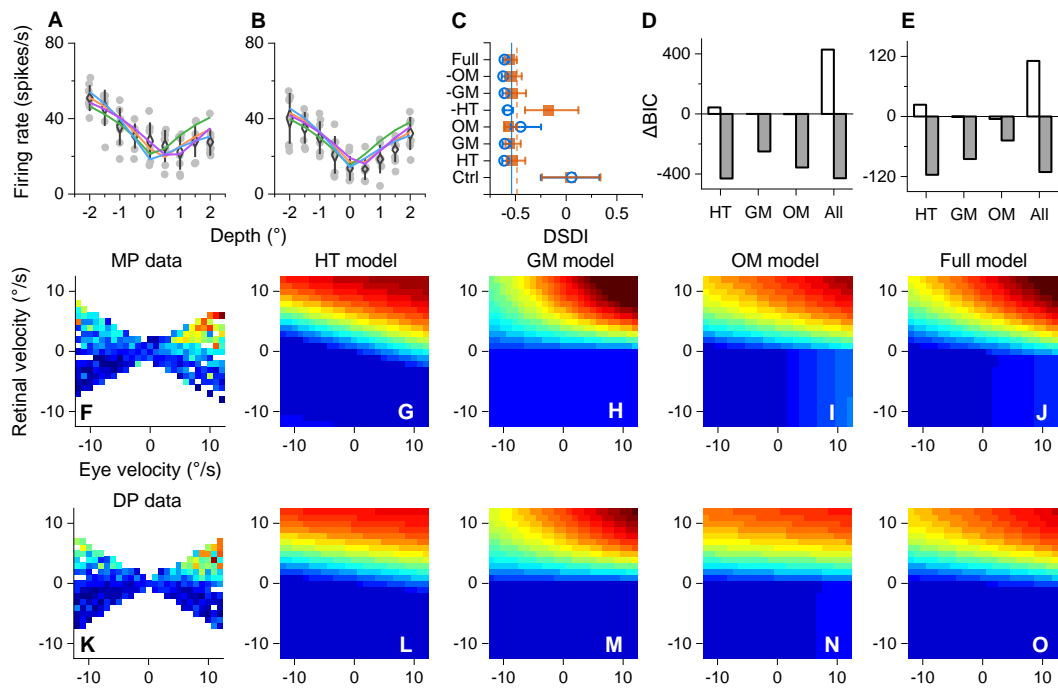 A B C D E
Firing rate (spikes/s)
80
40
0
-2 -1 0 1 2
-2 -1 0 1 2
Depth (°)
Full
-OM
-GM
-HT
OM
GM
HT
Ctrl
-0.5 0 0.5
DSDI
ΔBIC
400
0
-400
HT GM OM All
120
0
-120
HT GM OM All
MP data HT model GM model OM model Full model
Retinal velocity (°/s)
10
0
-10
F
-10 0 10
Eye velocity (°/s)
10
0
-10
G
-10 0 10
10
0
-10
H
-10 0 10
10
0
-10
I
-10 0 10
10
0
-10
J
-10 0 10
DP data
10
0
-10
K
-10 0 10
10
0
-10
L
-10 0 10
10
0
-10
M
-10 0 10
10
0
-10
N
-10 0 10
10
0
-10
O
-10 0 10